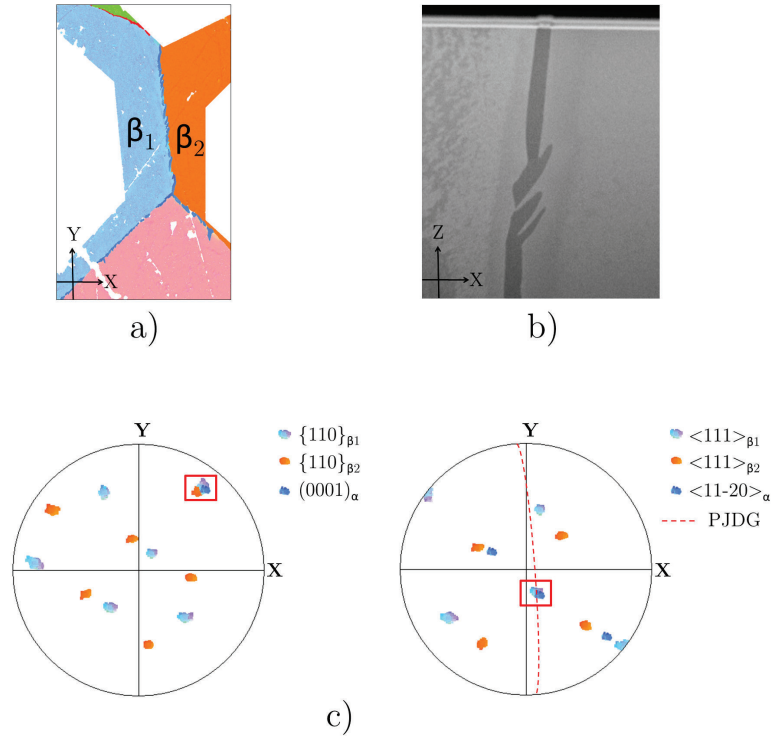 β1
β2
Y
X
a)
Z
X
b)
Y
X
{110}β1
{110}β2
(0001)α
Y
X
<111>β1
<111>β2
<11-20>α
PJDG
c)